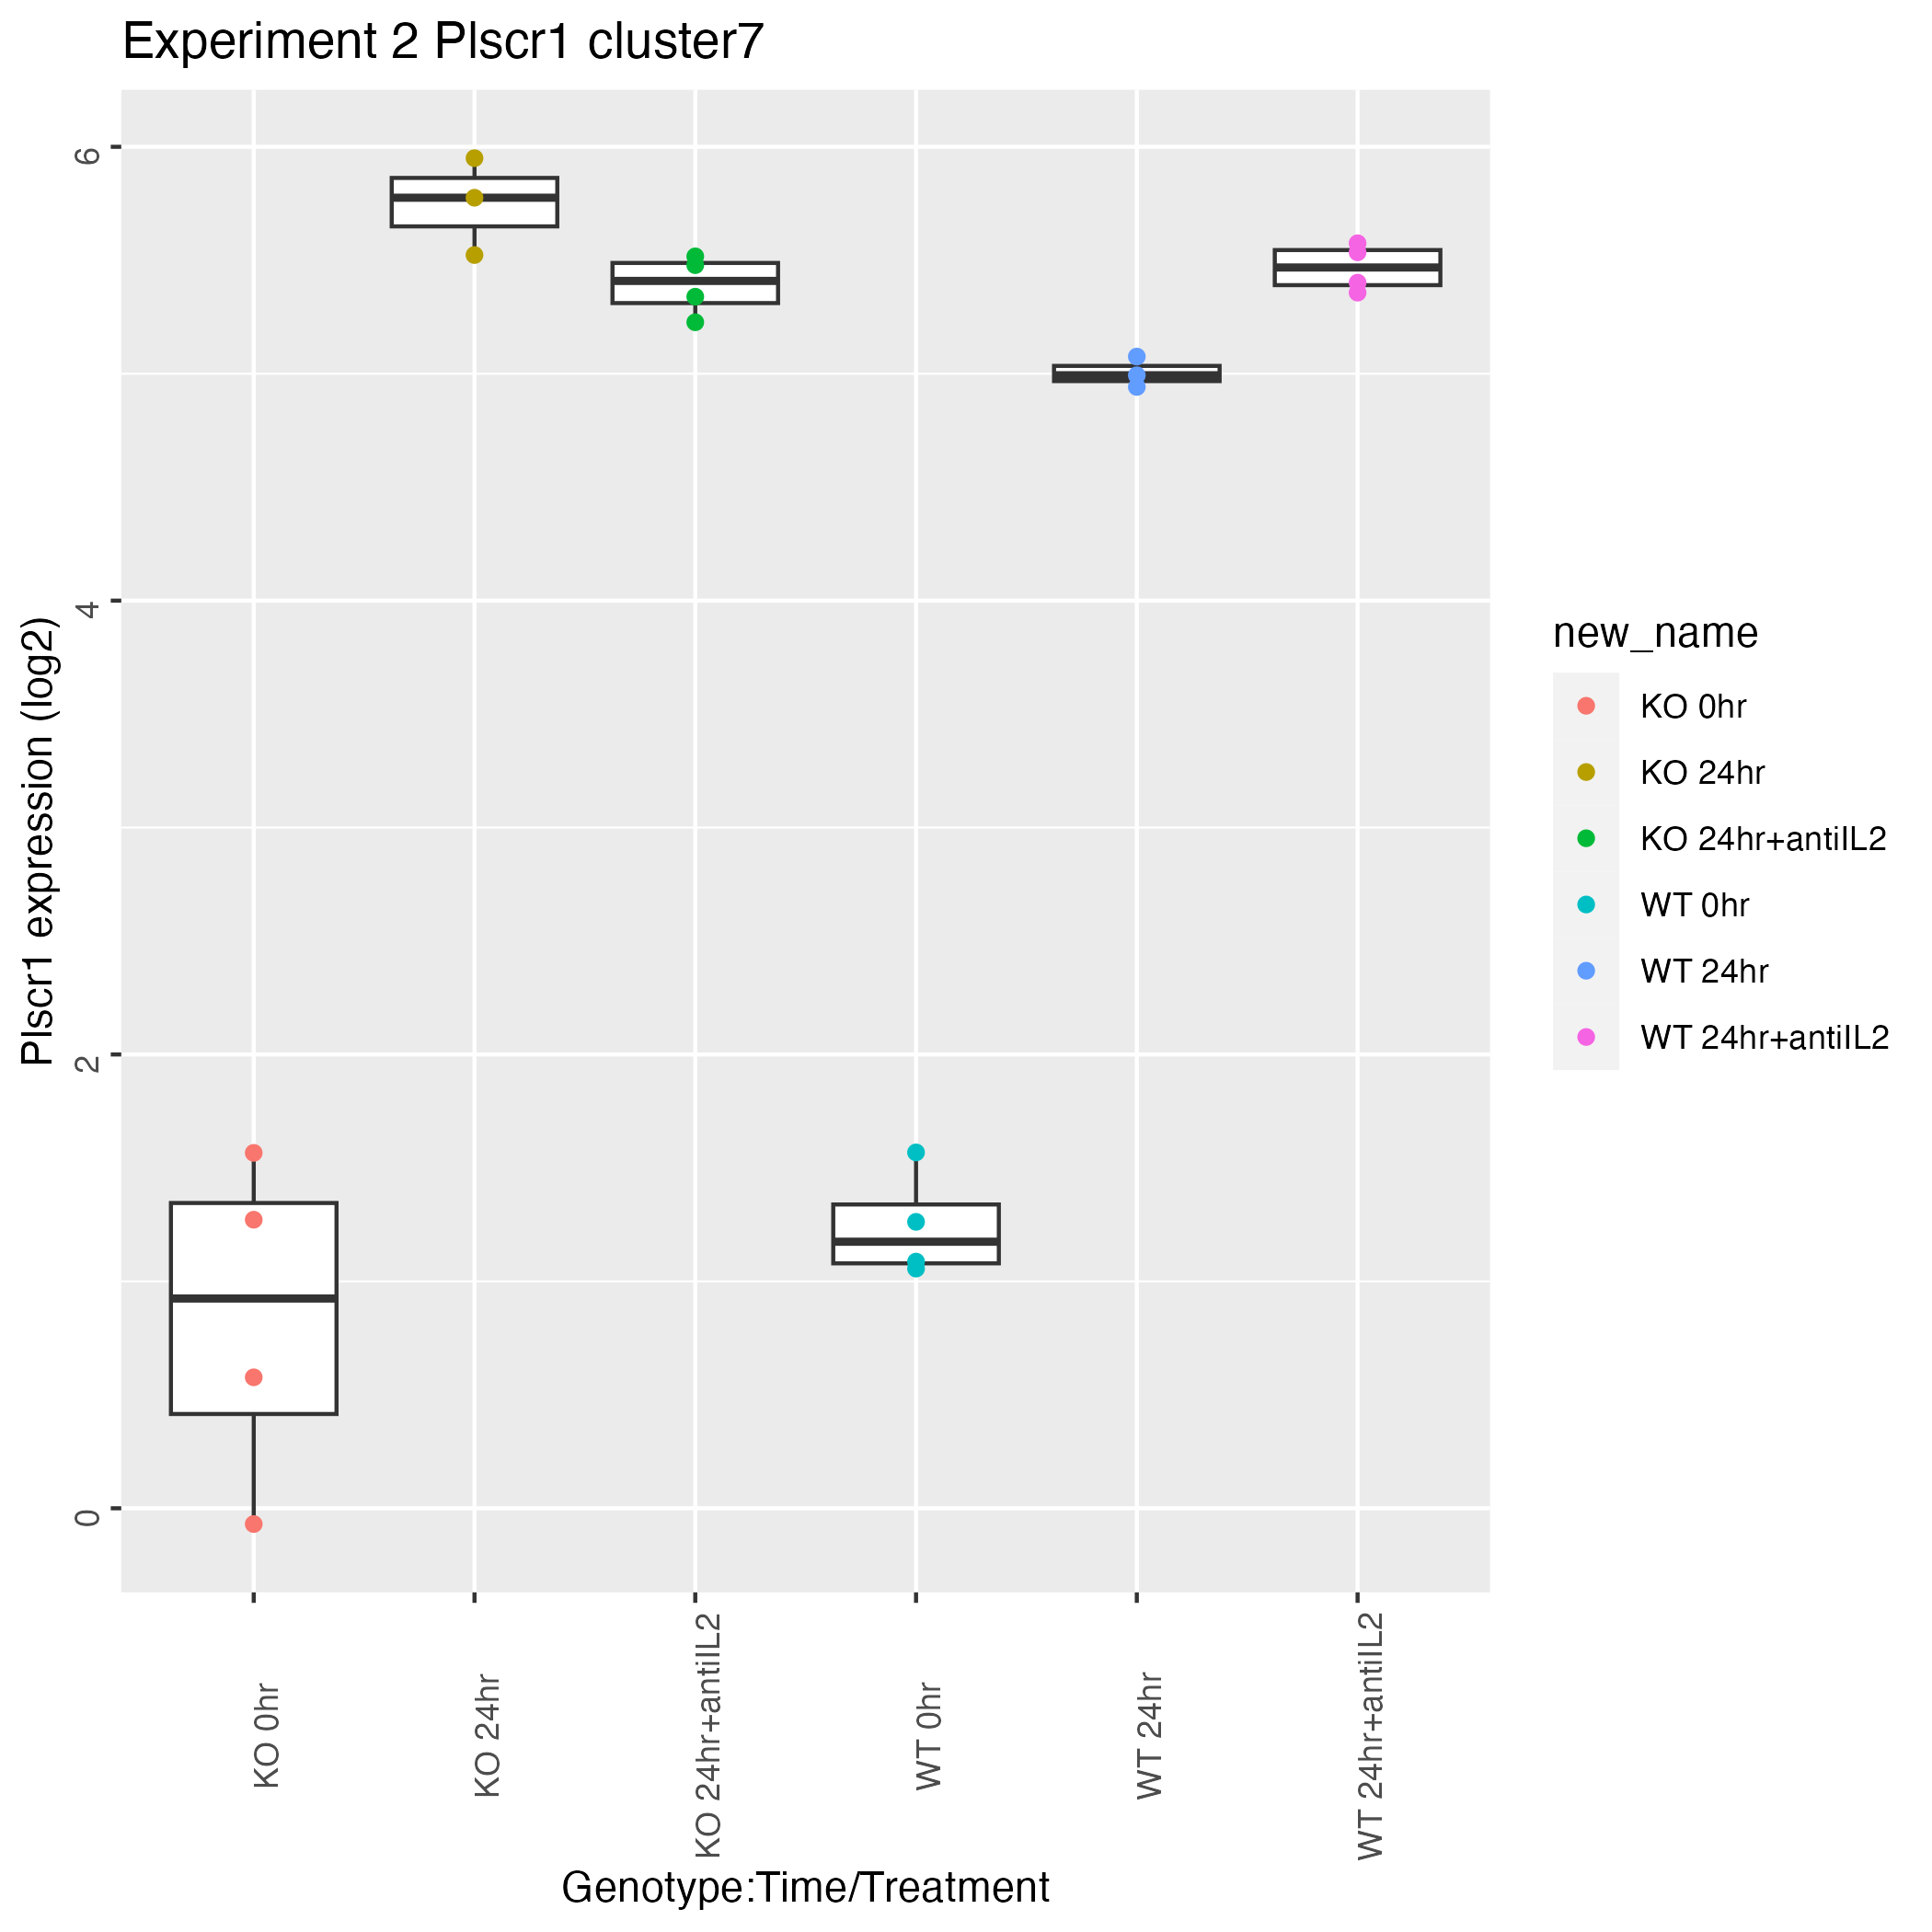 Experiment 2 Plscr1 cluster7
Plscr1 expression (log2)
6
4
2
0
KO 0hr
KO 24hr
KO 24hr+antiIL2
WT 0hr
WT 24hr
WT 24hr+antiIL2
Genotype:Time/Treatment
new_name
KO 0hr
KO 24hr
KO 24hr+antiIL2
WT 0hr
WT 24hr
WT 24hr+antiIL2